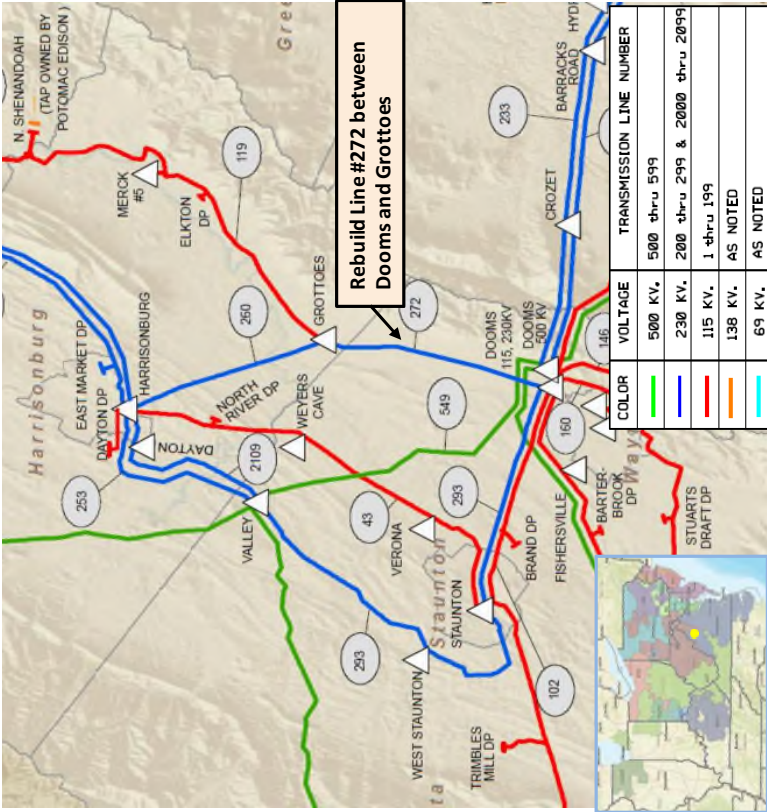 N. SHENANDOAH
(TAP OWNED BY
POTOMAC EDISON )
Gree
HYDR
BARRACKS
ROAD
233
Rebuild Line #272 between
Dooms and Grottoes
119
MERCK
#5
ELKTON
DP
CROZET
260
GROTTOES
272
Harrisonburg
EAST MARKET DP
HARRISONBURG
DAYTON DP
NORTH
RIVER DP
WEYERS
CAVE
DAYTON
2109
253
VALLEY
549
DOOMS
115, 230KV
DOOMS
500 KV
146
160
43
293
VERONA
BRAND DP
FISHERSVILLE
BARTER-
BROOK
DP
Way
STUARTS
DRAFT DP
Staunton
STAUNTON
293
WEST STAUNTON
102
TRIMBLES
MILL DP
ta
COLOR VOLTAGE TRANSMISSION LINE NUMBER
500 KV. 500 thru 599
230 KV. 200 thru 299 & 2000 thru 2099
115 KV. 1 thru 199
138 KV. AS NOTED
69 KV. AS NOTED